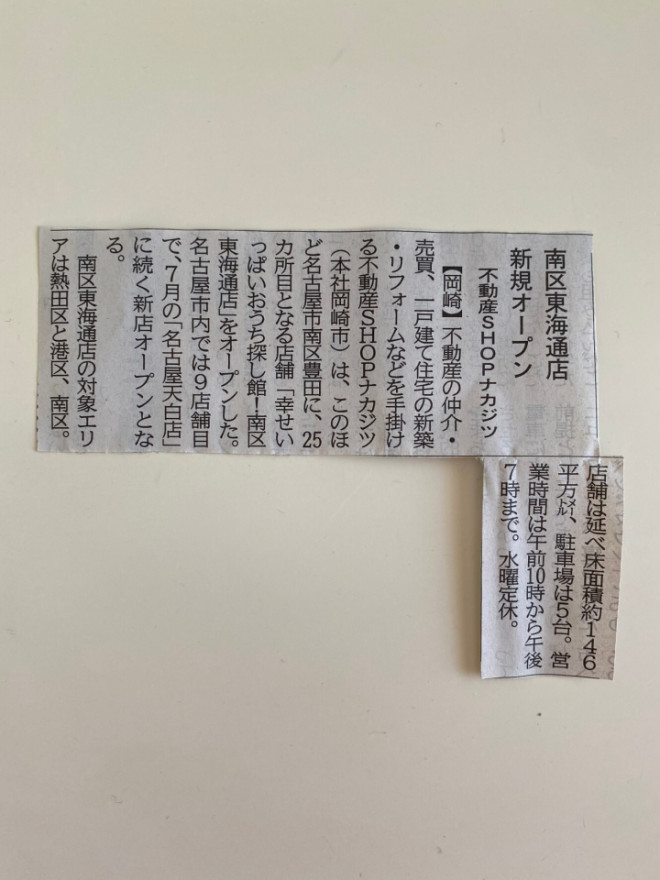 南区東海通店
新規オープン
不動産SHOPナカジツ
【岡崎】不動産の仲介・
売買、一戸建て住宅の新築
・リフォームなどを手掛け
る不動産SHOPナカジツ
（本社岡崎市）は、このほ
ど名古屋市南区豊田に、25
カ所目となる店舗「幸せい
っぱいおうち探し館！南区
東海通店」をオープンした。
名古屋市内では9店舗目
で、7月の「名古屋天白店」
に続く新店オープンとな
る。
南区東海通店の対象エリ
アは熱田区と港区、南区。
店舗は延べ床面積約146
平方㍍、駐車場は5台。営
業時間は午前10時から午後
7時まで。水曜定休。